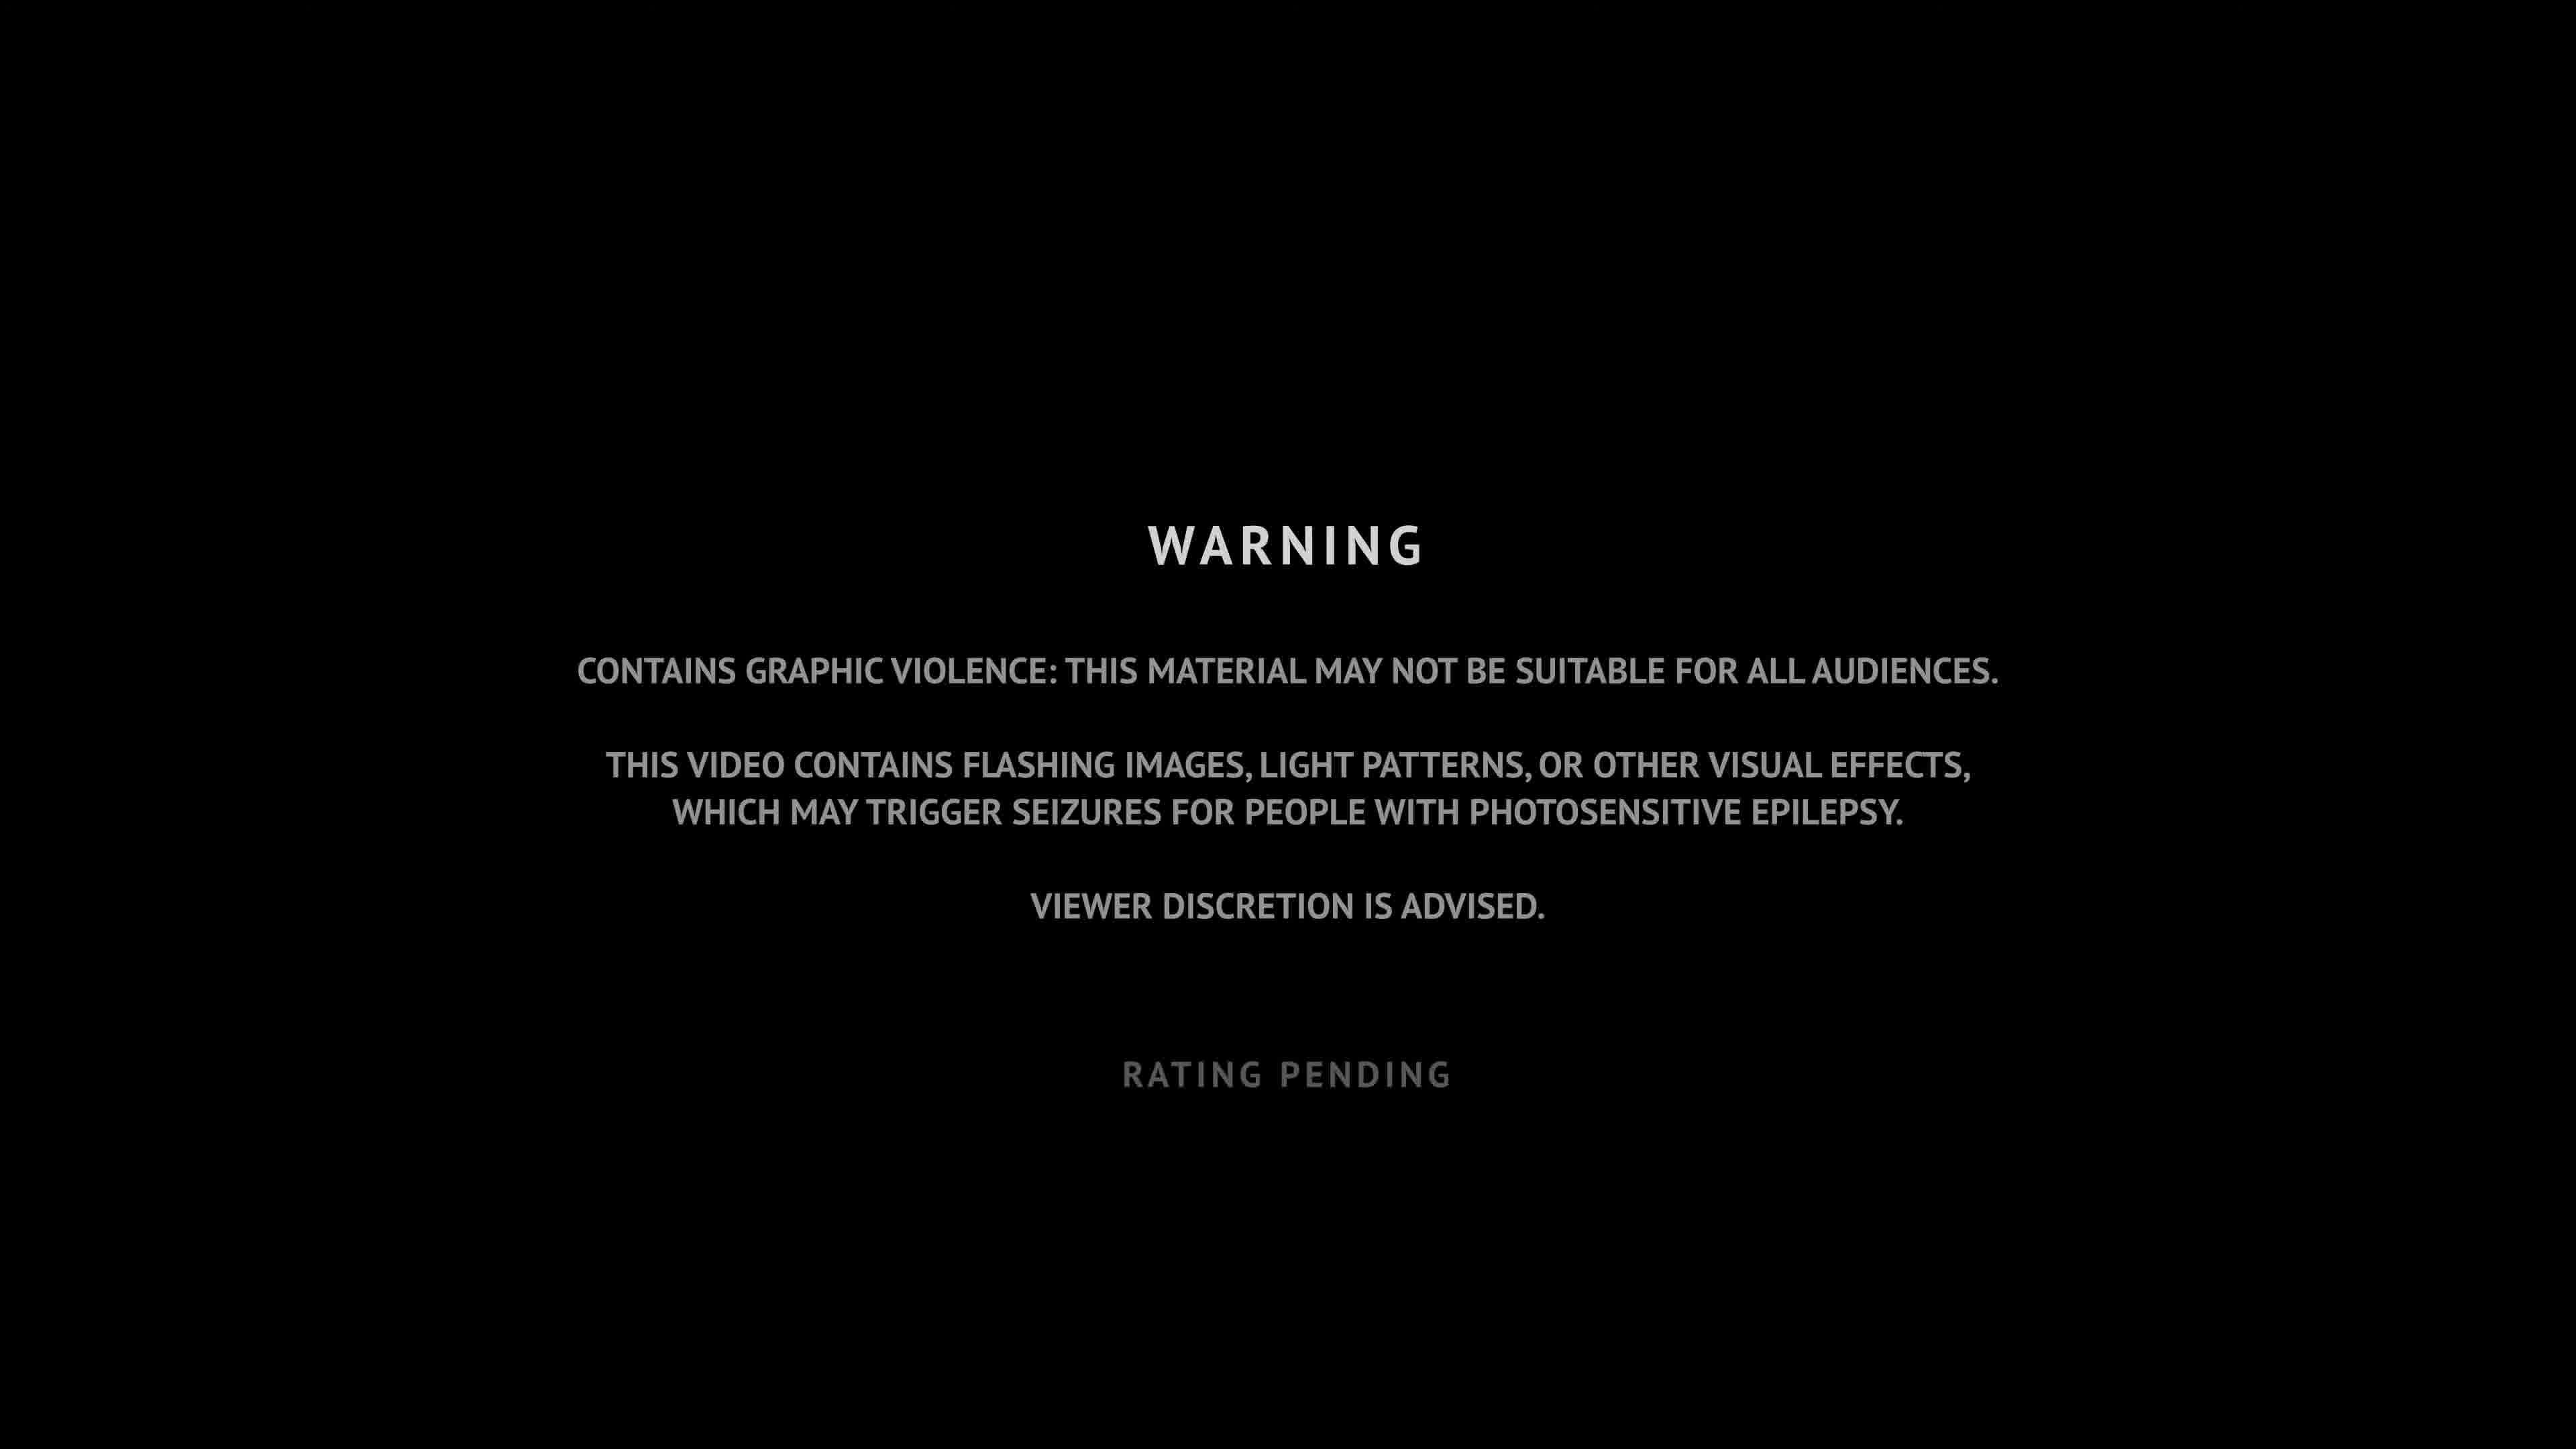 WARNING
CONTAINS GRAPHIC VIOLENCE: THIS MATERIAL MAY NOT BE SUITABLE FOR ALL AUDIENCES.
THIS VIDEO CONTAINS FLASHING IMAGES, LIGHT PATTERNS, OR OTHER VISUAL EFFECTS,
WHICH MAY TRIGGER SEIZURES FOR PEOPLE WITH PHOTOSENSITIVE EPILEPSY.
VIEWER DISCRETION IS ADVISED.
RATING PENDING